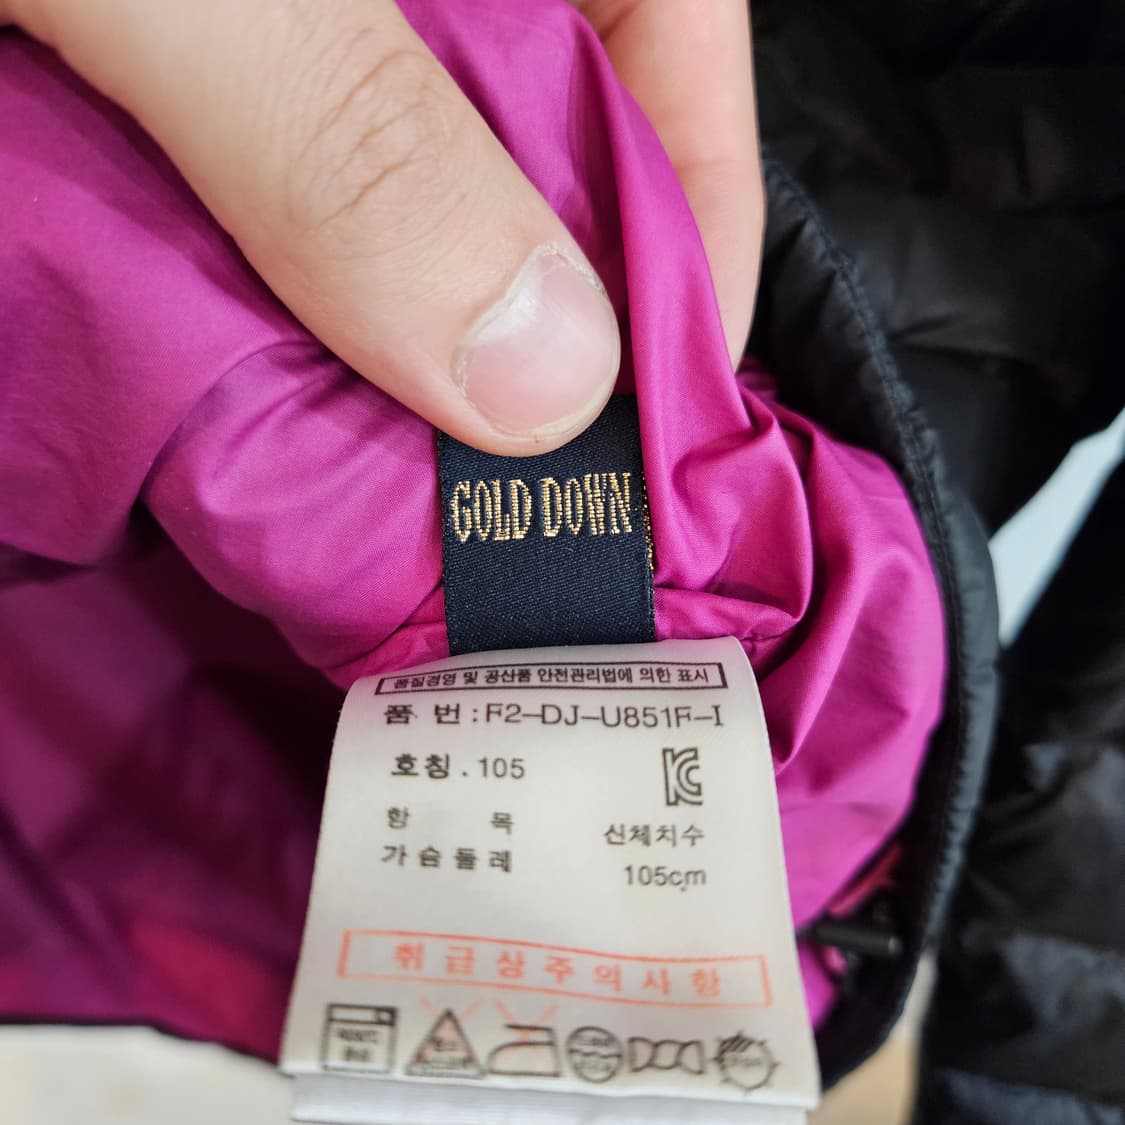 GOLD DOWN
품질경영 및 공산품 안전관리법에 의한 표시
품 번 : F2-DJ-U851F-I
호칭 . 105
항 목 신체치수
가슴둘레 105cm
취급상주의사항